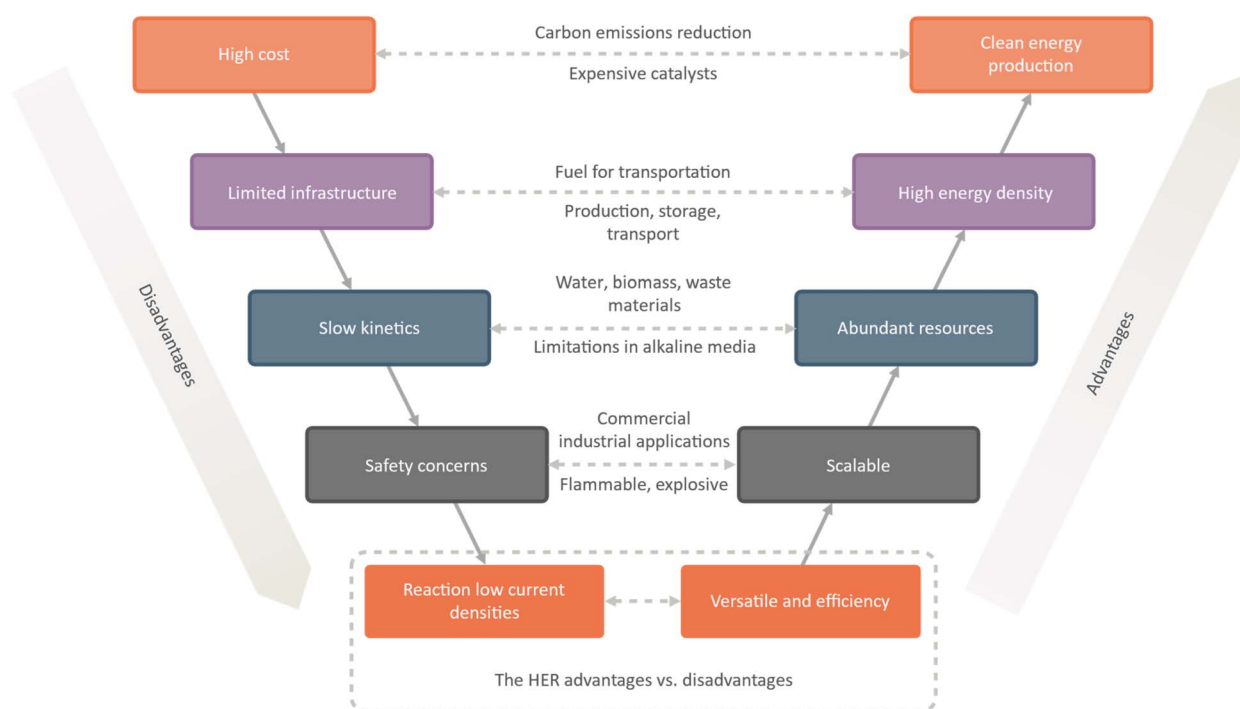 Carbon emissions reduction
High cost
Clean energy
production
Expensive catalysts
Fuel for transportation
Limited infrastructure
High energy density
Production, storage,
transport
Water, biomass, waste
materials
Disadvantages
Slow kinetics
Abundant resources
Advantages
Limitations in alkaline media
Commercial
industrial applications
Safety concerns
Scalable
Flammable, explosive
Reaction low current
densities
Versatile and efficiency
The HER advantages vs. disadvantages